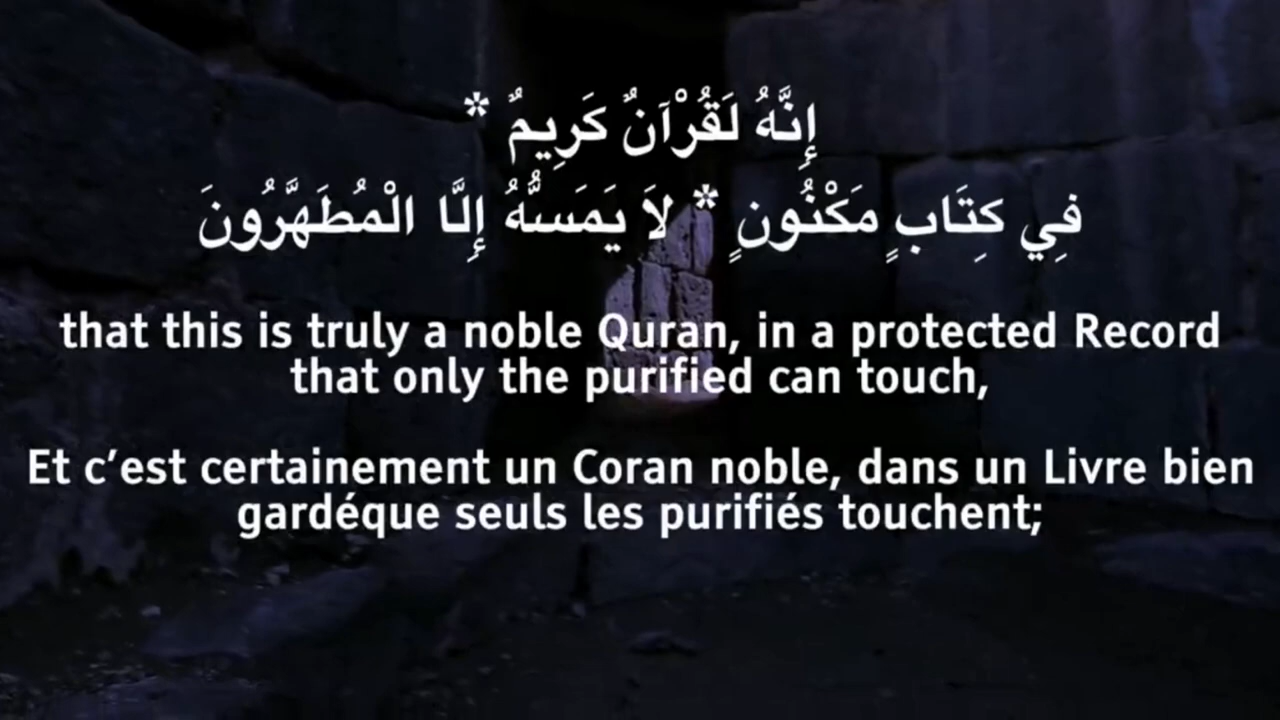 إِنَّهُ لَقُرْآنٌ كَرِيمٌ *
فِي كِتَابٍ مَكْنُونٍ * لاَ يَمَسُّهُ إِلَّا الْمُطَهَّرُونَ
that this is truly a noble Quran, in a protected Record
that only the purified can touch,
Et c’est certainement un Coran noble, dans un Livre bien
gardéque seuls les purifiés touchent;